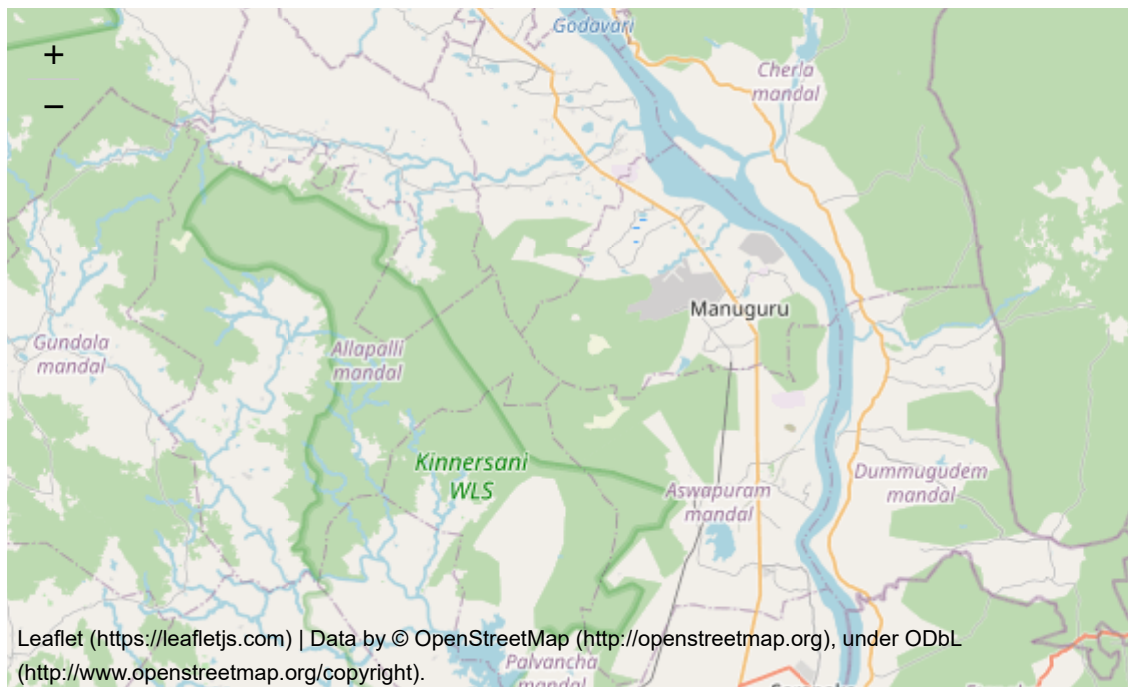 Godavari
+
−
Cherla
mandal
Manuguru
Gundala
mandal
Allapalli
mandal
Kinnersani
WLS
Dummugudem
mandal
Aswapuram
mandal
Leaflet (https://leafletjs.com) | Data by © OpenStreetMap (http://openstreetmap.org), under ODbL
(http://www.openstreetmap.org/copyright).
Palvancha
mandal